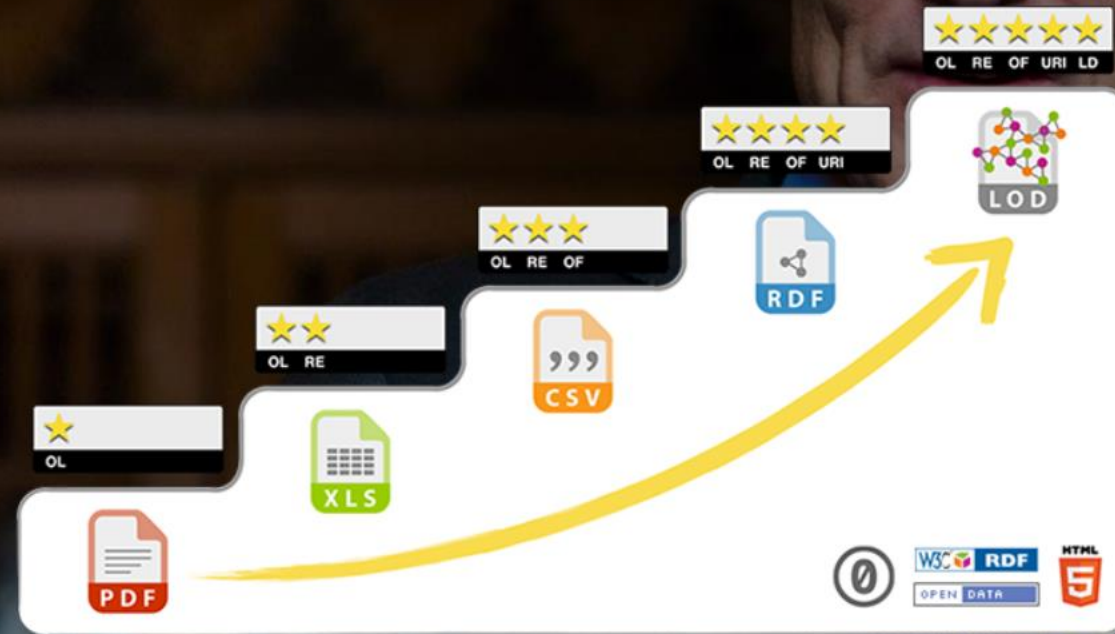 OL RE OF URI LD
LOD
OL RE OF URI
RDF
OL RE OF
CSV
OL RE
XLS
OL
PDF
0
W3C RDF
OPEN DATA
HTML
5